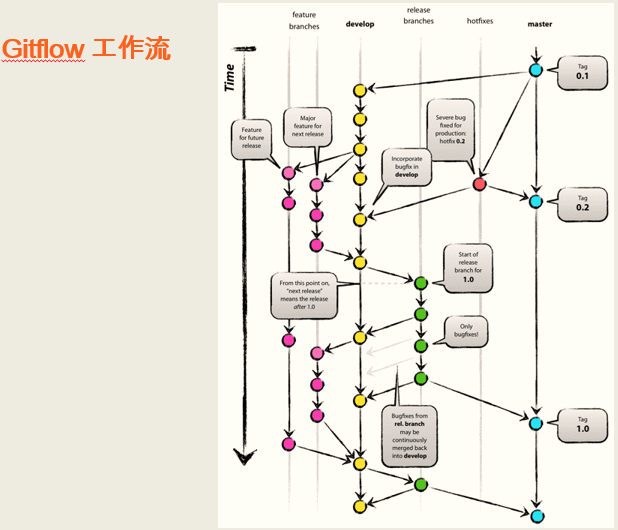 Gitflow 工作流
feature
branches
develop
release
branches
hotfixes
master
Time
Tag
0.1
Feature
for future
release
Major
feature for
next release
Severe bug
fixed for
production:
hotfix 0.2
Incorporate
bugfix in
develop
Tag
0.2
Start of
release
branch for
1.0
From this point on,
"next release"
means the release
after 1.0
Only
bugfixes!
Bugfixes from
rel. branch
may be
continuously
merged back
into develop
Tag
1.0